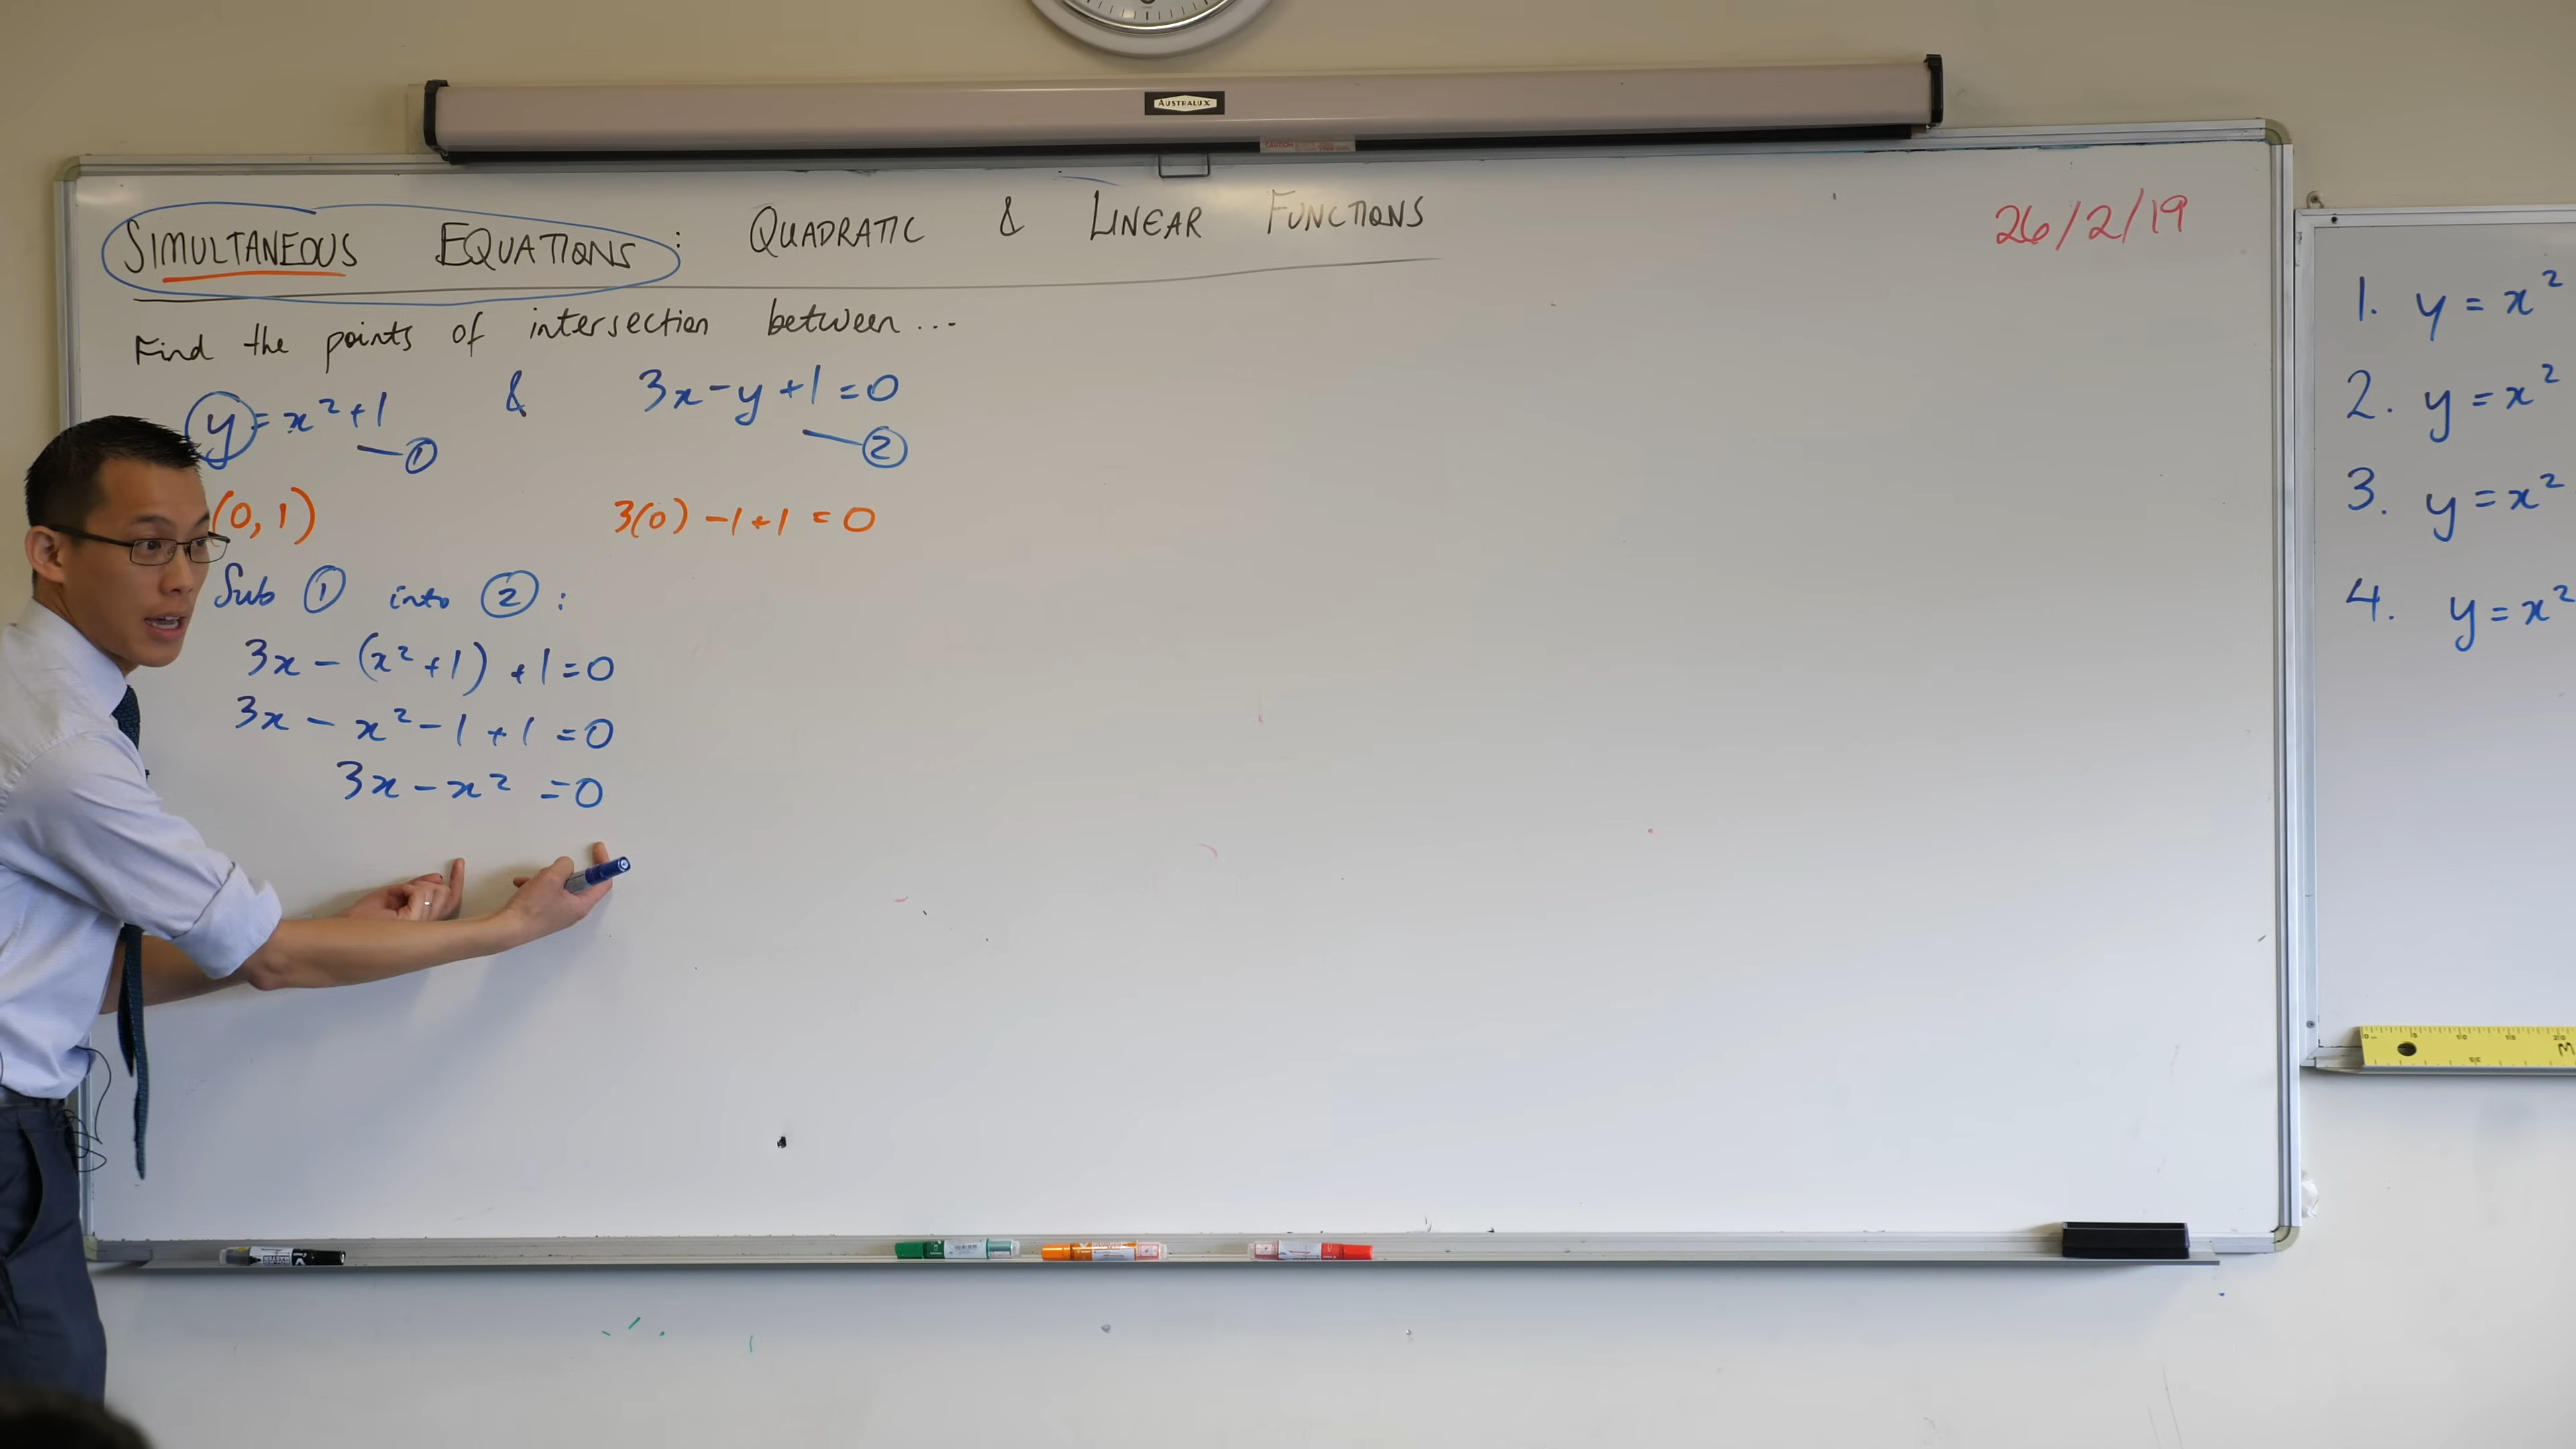 AUSTRALUX
CAUTION
SIMULTANEOUS EQUATIONS: QUADRATIC & LINEAR FUNCTIONS
26/2/19
Find the points of intersection between...
y = x² + 1 & 3x - y + 1 = 0
① ②
(0, 1) 3(0) - 1 + 1 = 0
Sub ① into ②:
3x - (x² + 1) + 1 = 0
3x - x² - 1 + 1 = 0
3x - x² = 0
1. y = x²
2. y = x²
3. y = x²
4. y = x²